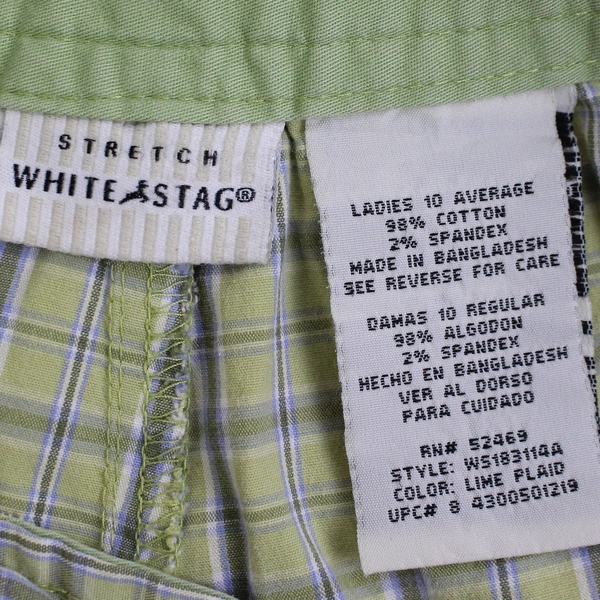 STRETCH
WHITE STAG®
LADIES 10 AVERAGE
98% COTTON
2% SPANDEX
MADE IN BANGLADESH
SEE REVERSE FOR CARE
DAMAS 10 REGULAR
98% ALGODON
2% SPANDEX
HECHO EN BANGLADESH
VER AL DORSO
PARA CUIDADO
RN# 52469
STYLE: WS183114A
COLOR: LIME PLAID
UPC# 8 4300501219